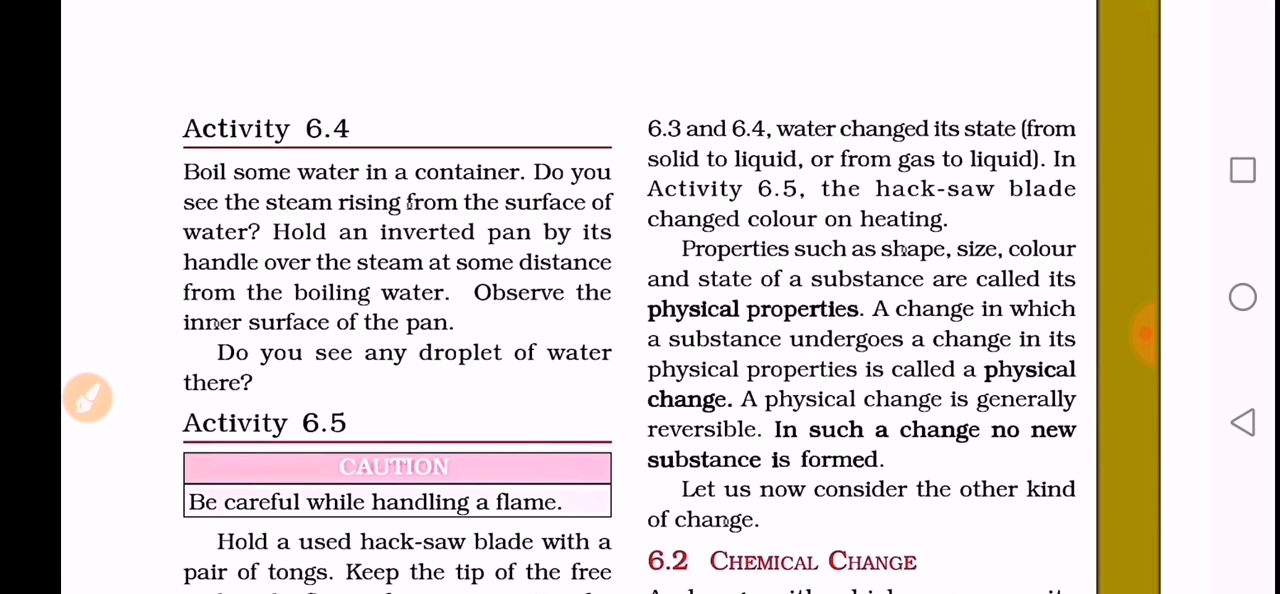 Activity 6.4
Boil some water in a container. Do you
see the steam rising from the surface of
water? Hold an inverted pan by its
handle over the steam at some distance
from the boiling water. Observe the
inner surface of the pan.
Do you see any droplet of water
there?
Activity 6.5
CAUTION
Be careful while handling a flame.
Hold a used hack-saw blade with a
pair of tongs. Keep the tip of the free
6.3 and 6.4, water changed its state (from
solid to liquid, or from gas to liquid). In
Activity 6.5, the hack-saw blade
changed colour on heating.
Properties such as shape, size, colour
and state of a substance are called its
physical properties. A change in which
a substance undergoes a change in its
physical properties is called a physical
change. A physical change is generally
reversible. In such a change no new
substance is formed.
Let us now consider the other kind
of change.
6.2 CHEMICAL CHANGE